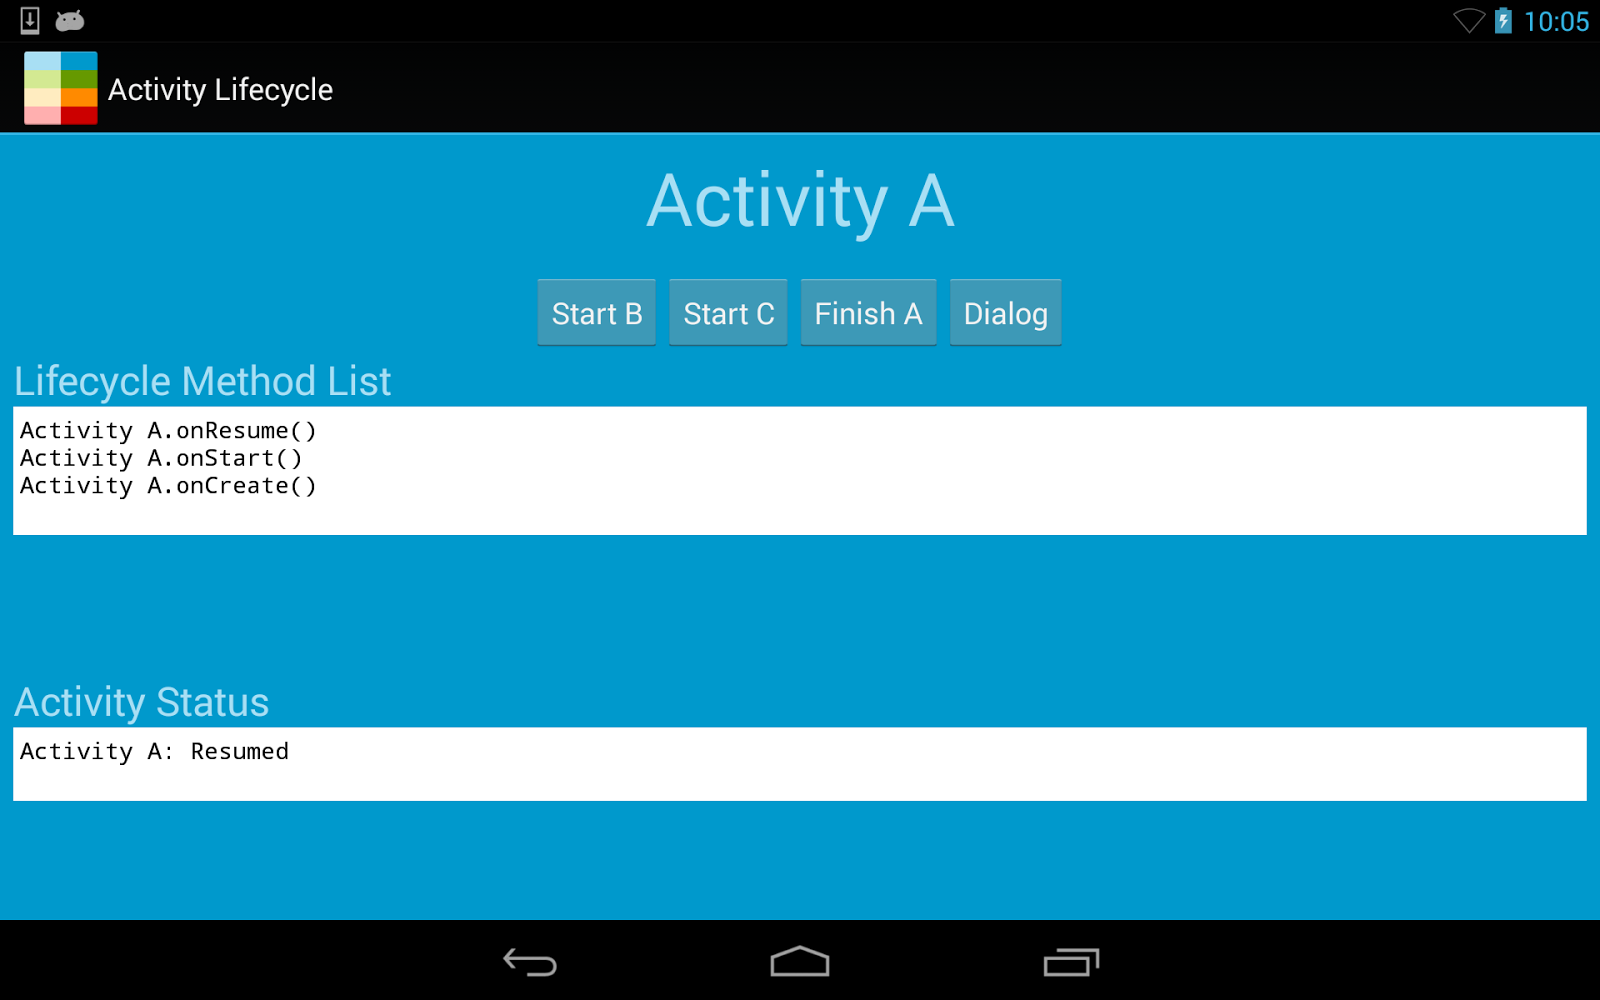 10:05
Activity Lifecycle
Activity A
Start B Start C Finish A Dialog
Lifecycle Method List
Activity A.onResume()
Activity A.onStart()
Activity A.onCreate()
Activity Status
Activity A: Resumed